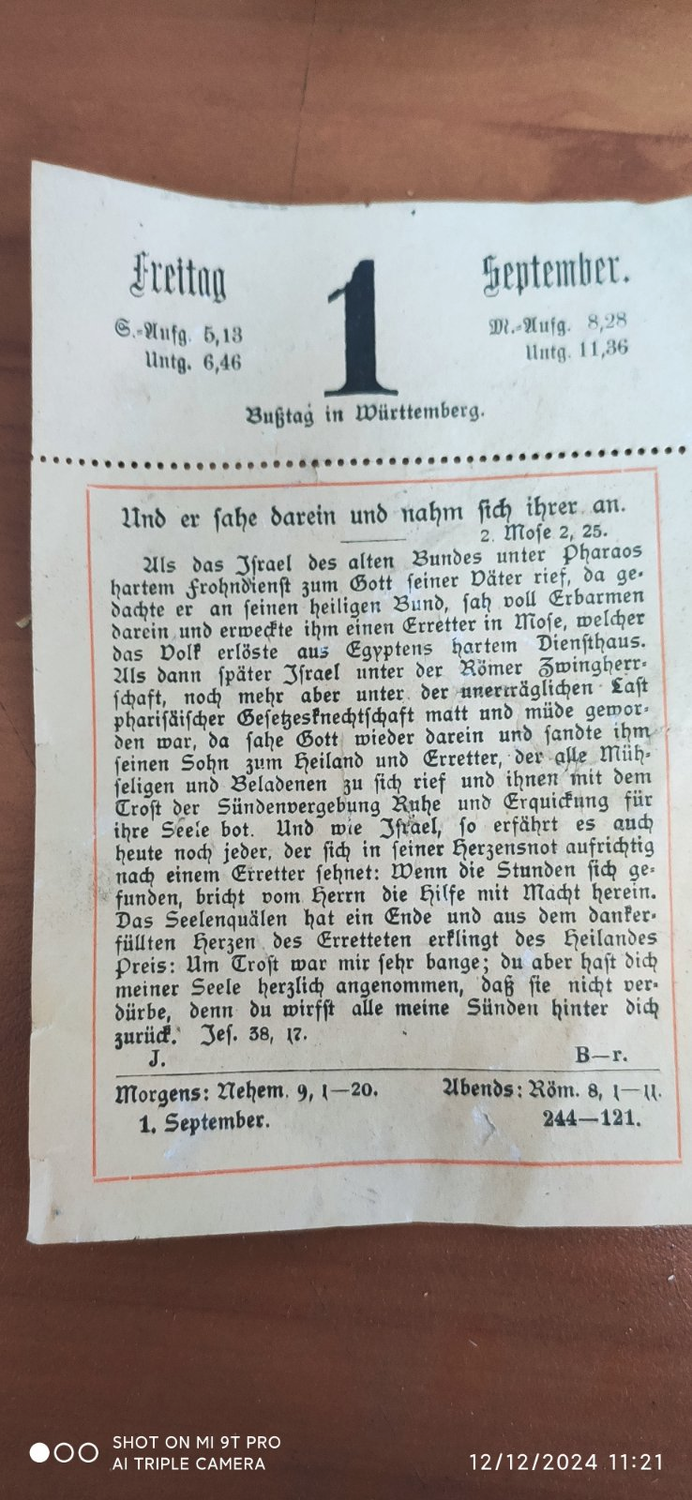 Freitag 1 September.
S.-Aufg. 5,13 M.-Aufg. 8,28
Untg. 6,46 Untg. 11,36
Bußtag in Württemberg.
Und er sahe darein und nahm sich ihrer an.
2. Mose 2, 25.
Als das Israel des alten Bundes unter Pharaos
hartem Frohndienst zum Gott seiner Väter rief, da ge-
dachte er an seinen heiligen Bund, sah voll Erbarmen
darein und erweckte ihm einen Erretter in Mose, welcher
das Volk erlöste aus Egyptens hartem Diensthaus.
Als dann später Israel unter der Römer Zwingherr-
schaft, noch mehr aber unter der unerträglichen Last
pharisäischer Gesetzesknechtschaft matt und müde gewor-
den war, da sahe Gott wieder darein und sandte ihm
seinen Sohn zum Heiland und Erretter, der alle Müh-
seligen und Beladenen zu sich rief und ihnen mit dem
Trost der Sündenvergebung Ruhe und Erquickung für
ihre Seele bot. Und wie Israel, so erfährt es auch
heute noch jeder, der sich in seiner Herzensnot aufrichtig
nach einem Erretter sehnet: Wenn die Stunden sich ge-
funden, bricht vom Herrn die Hilfe mit Macht herein.
Das Seelenquälen hat ein Ende und aus dem danker-
füllten Herzen des Erretteten erklingt des Heilandes
Preis: Um Trost war mir sehr bange; du aber hast dich
meiner Seele herzlich angenommen, daß sie nicht ver-
dürbe, denn du wirfst alle meine Sünden hinter dich
zurück. Jes. 38, 17.
J. B—r.
Morgens: Nehem. 9, 1—20. Abends: Röm. 8, 1—11.
1. September. 244—121.
SHOT ON MI 9T PRO
AI TRIPLE CAMERA
12/12/2024 11:21